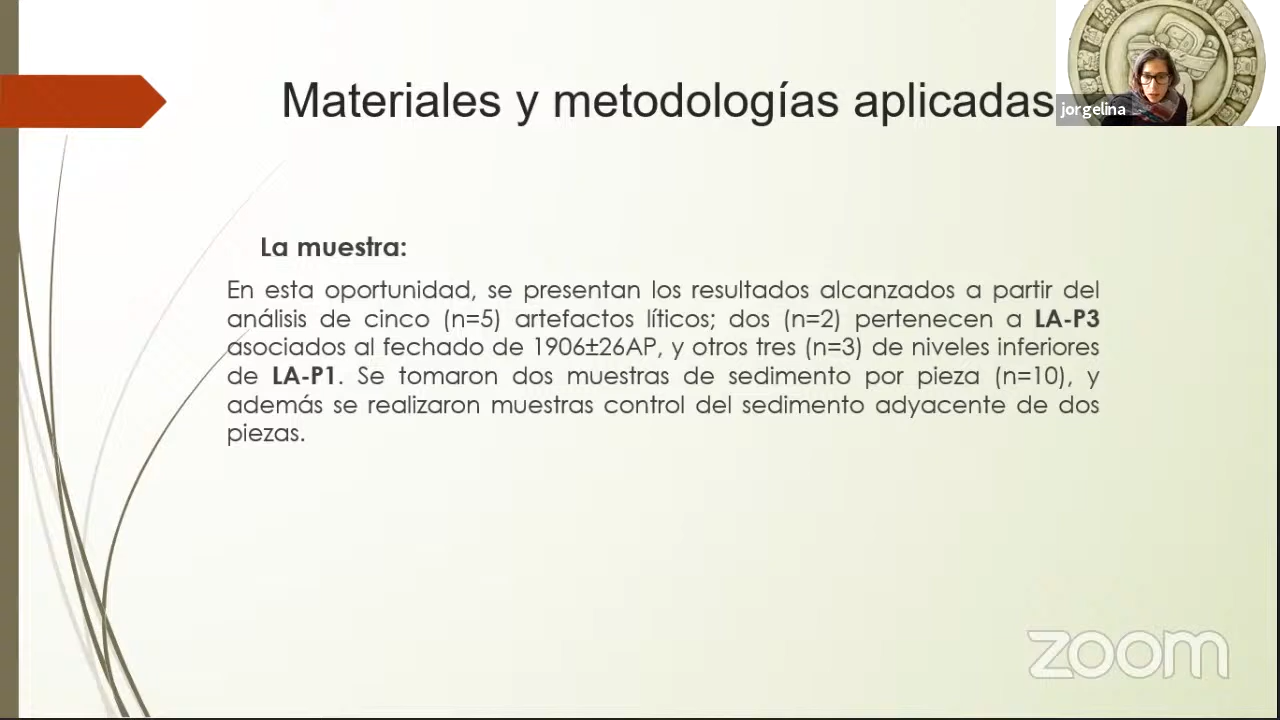 Materiales y metodologías aplicadas
jorgelina
La muestra:
En esta oportunidad, se presentan los resultados alcanzados a partir del
análisis de cinco (n=5) artefactos líticos; dos (n=2) pertenecen a LA-P3
asociados al fechado de 1906±26AP, y otros tres (n=3) de niveles inferiores
de LA-P1. Se tomaron dos muestras de sedimento por pieza (n=10), y
además se realizaron muestras control del sedimento adyacente de dos
piezas.
zoom